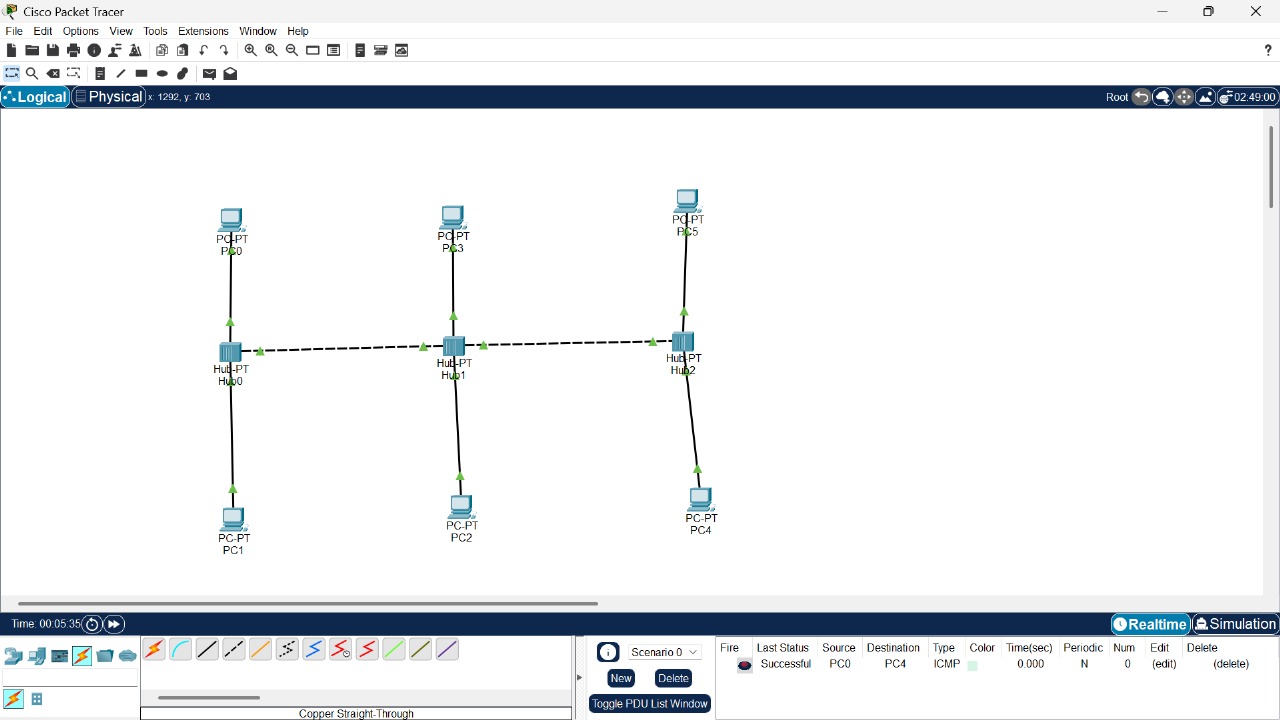 Cisco Packet Tracer
File Edit Options View Tools Extensions Window Help
?
Logical Physical x: 1292, y: 703 Root 02:49:00
PC-PT
PC5
PC-PT
PC0
PC-PT
PC3
Hub-PT
Hub0
Hub-PT
Hub1
Hub-PT
Hub2
PC-PT
PC1
PC-PT
PC2
PC-PT
PC4
Time: 00:05:35 Realtime Simulation
Scenario 0
New Delete
Toggle PDU List Window
Fire Last Status Source Destination Type Color Time(sec) Periodic Num Edit Delete
Successful PC0 PC4 ICMP 0.000 N 0 (edit) (delete)
Copper Straight-Through